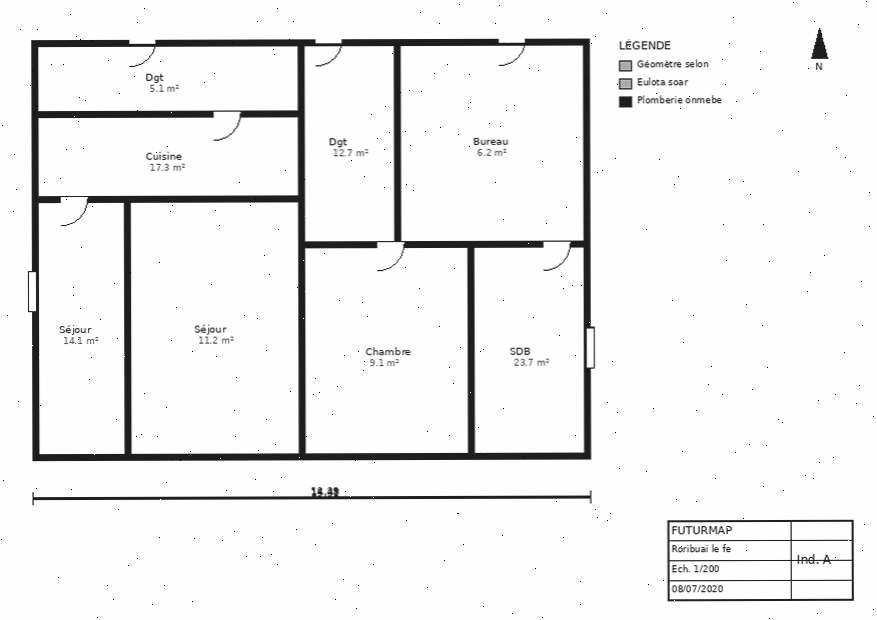 LÉGENDE
Géomètre selon
Eulota soar
Plomberie onmebe
N
Dgt
5.1 m²
Cuisine
17.3 m²
Dgt
12.7 m²
Bureau
6.2 m²
Séjour
14.1 m²
Séjour
11.2 m²
Chambre
9.1 m²
SDB
23.7 m²
FUTURMAP
Roribuai le fe
Ech. 1/200
08/07/2020
Ind. A